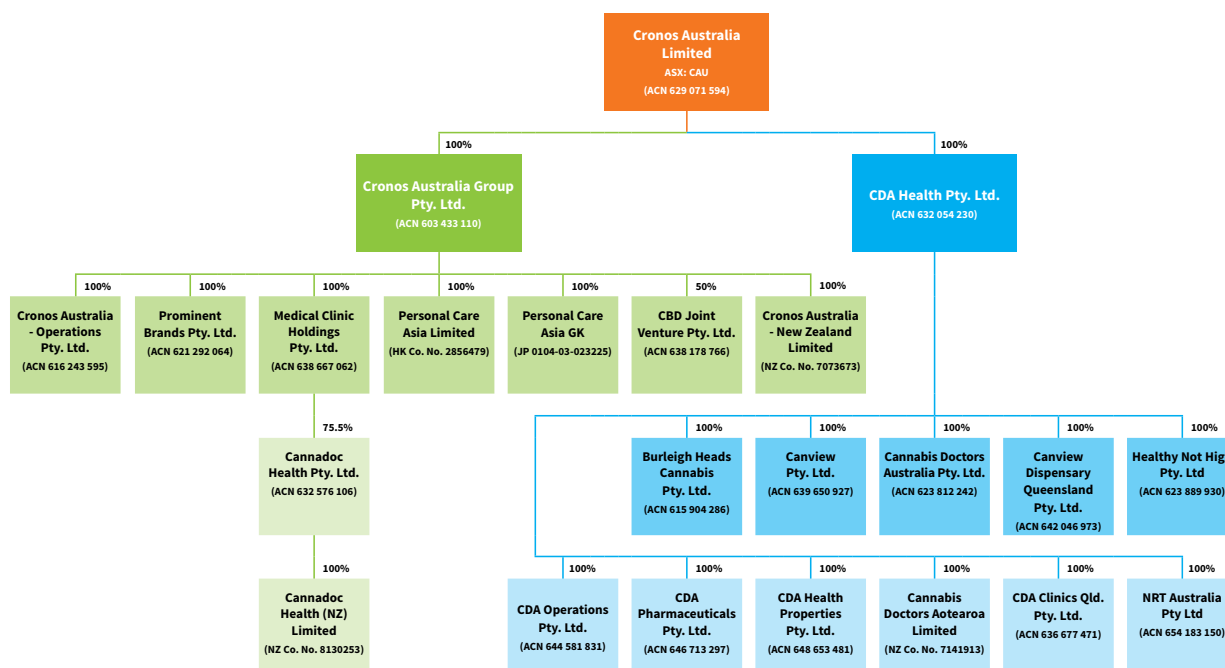 Cronos Australia
Limited
ASX: CAU
(ACN 629 071 594)
100%
100%
Cronos Australia Group
Pty. Ltd.
(ACN 603 433 110)
CDA Health Pty. Ltd.
(ACN 632 054 230)
100%
100%
100%
100%
100%
50%
100%
Cronos Australia
- Operations
Pty. Ltd.
(ACN 616 243 595)
Prominent
Brands Pty. Ltd.
(ACN 621 292 064)
Medical Clinic
Holdings
Pty. Ltd.
(ACN 638 667 062)
Personal Care
Asia Limited
(HK Co. No. 2856479)
Personal Care
Asia GK
(JP 0104-03-023225)
CBD Joint
Venture Pty. Ltd.
(ACN 638 178 766)
Cronos Australia
- New Zealand
Limited
(NZ Co. No. 7073673)
75.5%
100%
100%
100%
100%
100%
Cannadoc
Health Pty. Ltd.
(ACN 632 576 106)
Burleigh Heads
Cannabis
Pty. Ltd.
(ACN 615 904 286)
Canview
Pty. Ltd.
(ACN 639 650 927)
Cannabis Doctors
Australia Pty. Ltd.
(ACN 623 812 242)
Canview
Dispensary
Queensland
Pty. Ltd.
(ACN 642 046 973)
Healthy Not Hig
Pty. Ltd
(ACN 623 889 930)
100%
100%
100%
100%
100%
100%
100%
Cannadoc
Health (NZ)
Limited
(NZ Co. No. 8130253)
CDA Operations
Pty. Ltd.
(ACN 644 581 831)
CDA
Pharmaceuticals
Pty. Ltd.
(ACN 646 713 297)
CDA Health
Properties
Pty. Ltd.
(ACN 648 653 481)
Cannabis
Doctors Aotearoa
Limited
(NZ Co. No. 7141913)
CDA Clinics Qld.
Pty. Ltd.
(ACN 636 677 471)
NRT Australia
Pty Ltd
(ACN 654 183 150)